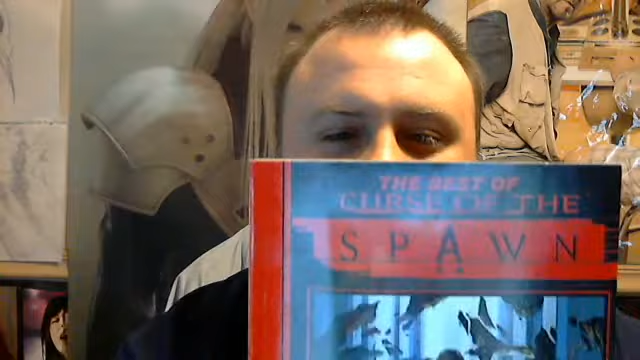 THE BEST OF
CURSE OF THE
SPAWN